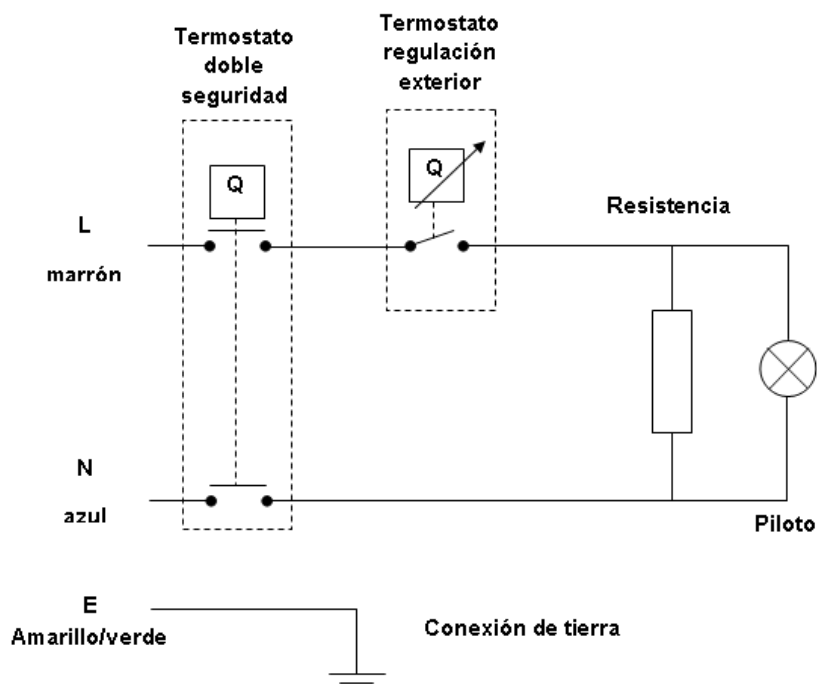 Termostato
doble
seguridad
Termostato
regulación
exterior
Q
Q
L
marrón
Resistencia
N
azul
Piloto
E
Amarillo/verde
Conexión de tierra